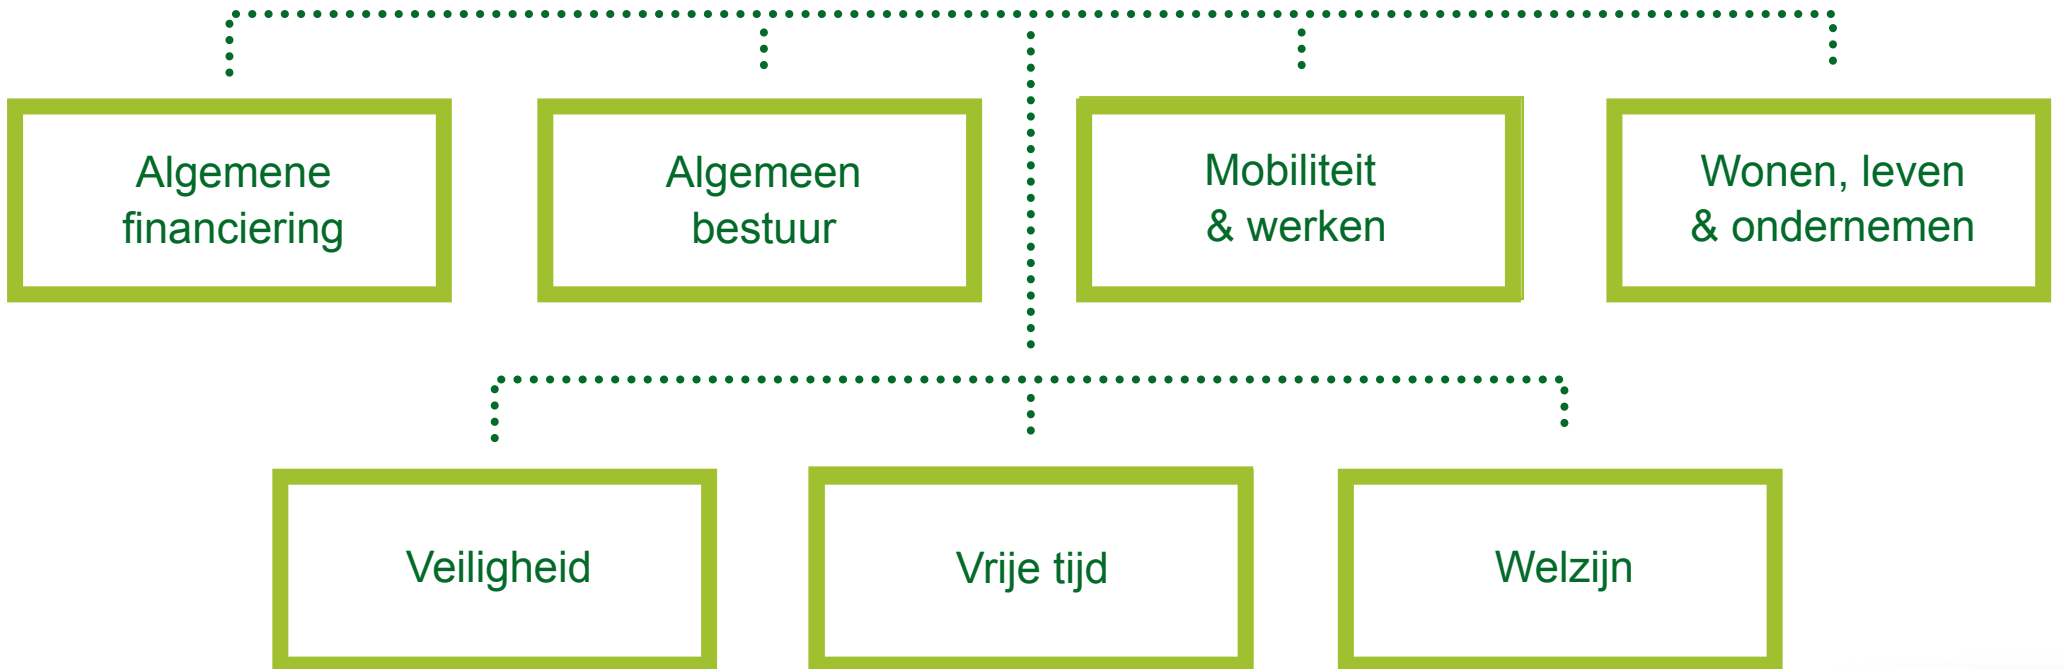 Algemene
financiering
Algemeen
bestuur
Mobiliteit
& werken
Wonen, leven
& ondernemen
Veiligheid
Vrije tijd
Welzijn